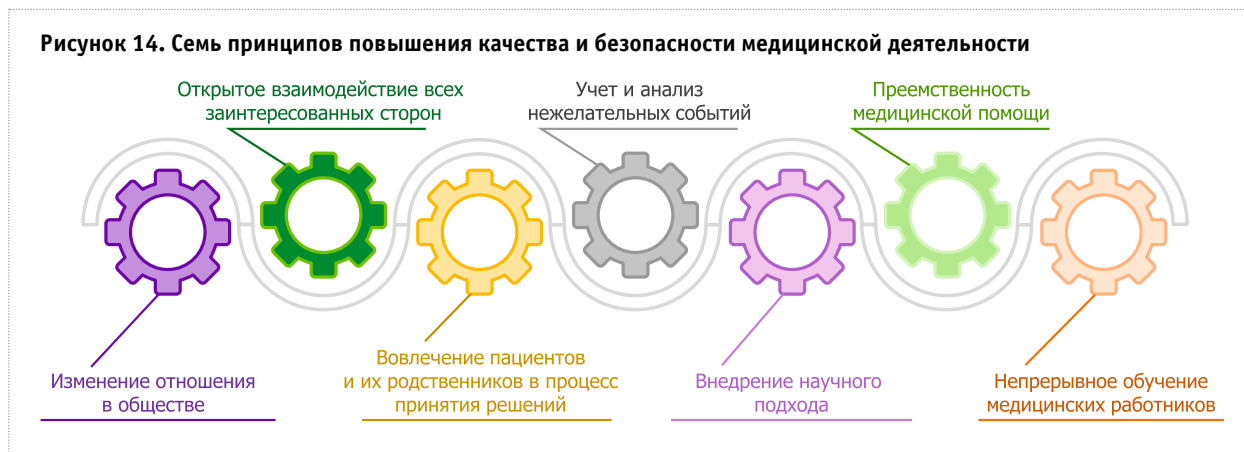 Рисунок 14. Семь принципов повышения качества и безопасности медицинской деятельности
Открытое взаимодействие всех
заинтересованных сторон
Учет и анализ
нежелательных событий
Преемственность
медицинской помощи
Изменение отношения
в обществе
Вовлечение пациентов
и их родственников в процесс
принятия решений
Внедрение научного
подхода
Непрерывное обучение
медицинских работников